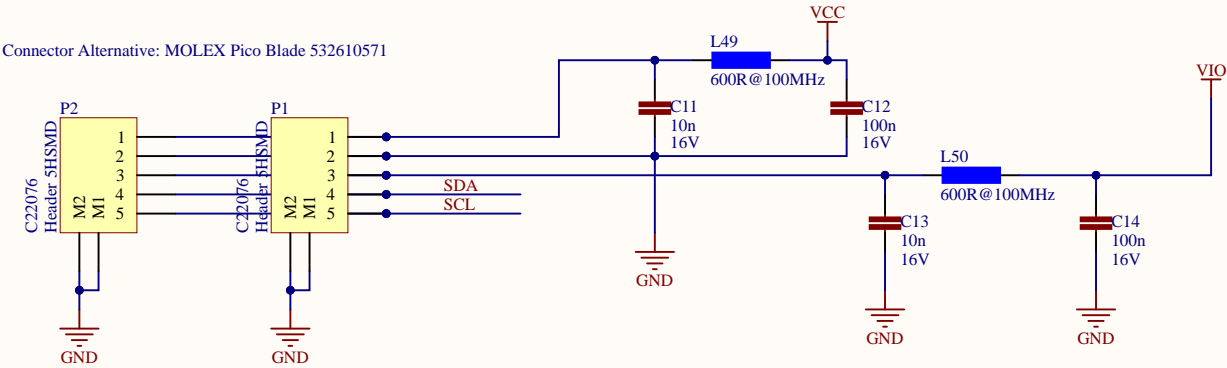 VCC
Connector Alternative: MOLEX Pico Blade 532610571
L49
600R@100MHz
VIO
P2
P1
C11
10n
16V
C12
100n
16V
1
2
3
4
5
M2
M1
C22076
Header 5HSMD
1
2
3
4
5
M2
M1
C22076
Header 5HSMD
SDA
SCL
L50
600R@100MHz
C13
10n
16V
C14
100n
16V
GND
GND
GND
GND
GND